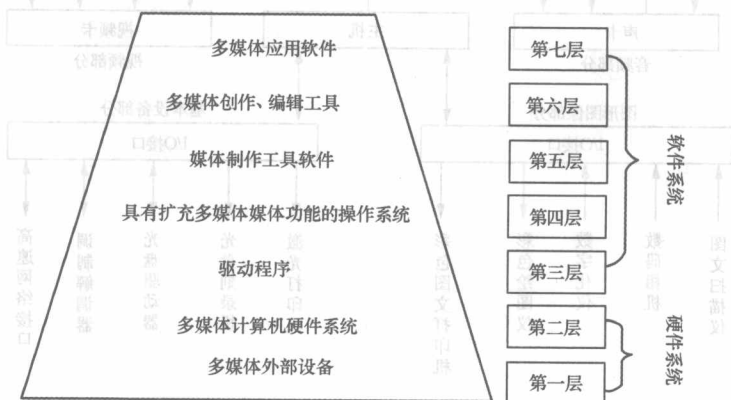 多媒体应用软件
第七层
多媒体创作、编辑工具
第六层
媒体制作工具软件
第五层
具有扩充多媒体媒体功能的操作系统
第四层
驱动程序
第三层
多媒体计算机硬件系统
第二层
多媒体外部设备
第一层
软件系统
硬件系统